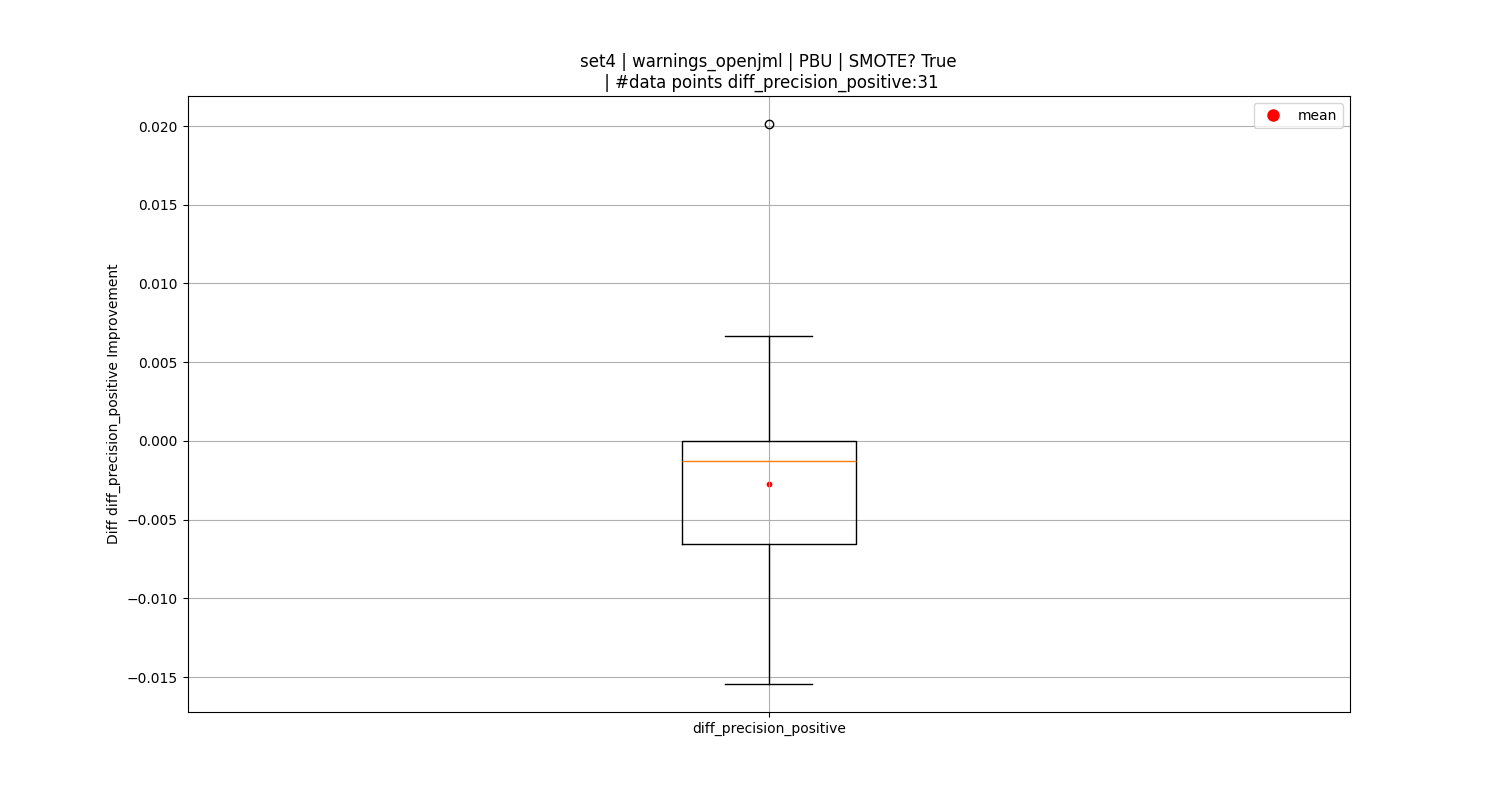 set4 | warnings_openjml | PBU | SMOTE? True
| #data points diff_precision_positive:31
mean
0.020
0.015
0.010
0.005
0.000
−0.005
−0.010
−0.015
Diff diff_precision_positive Improvement
diff_precision_positive